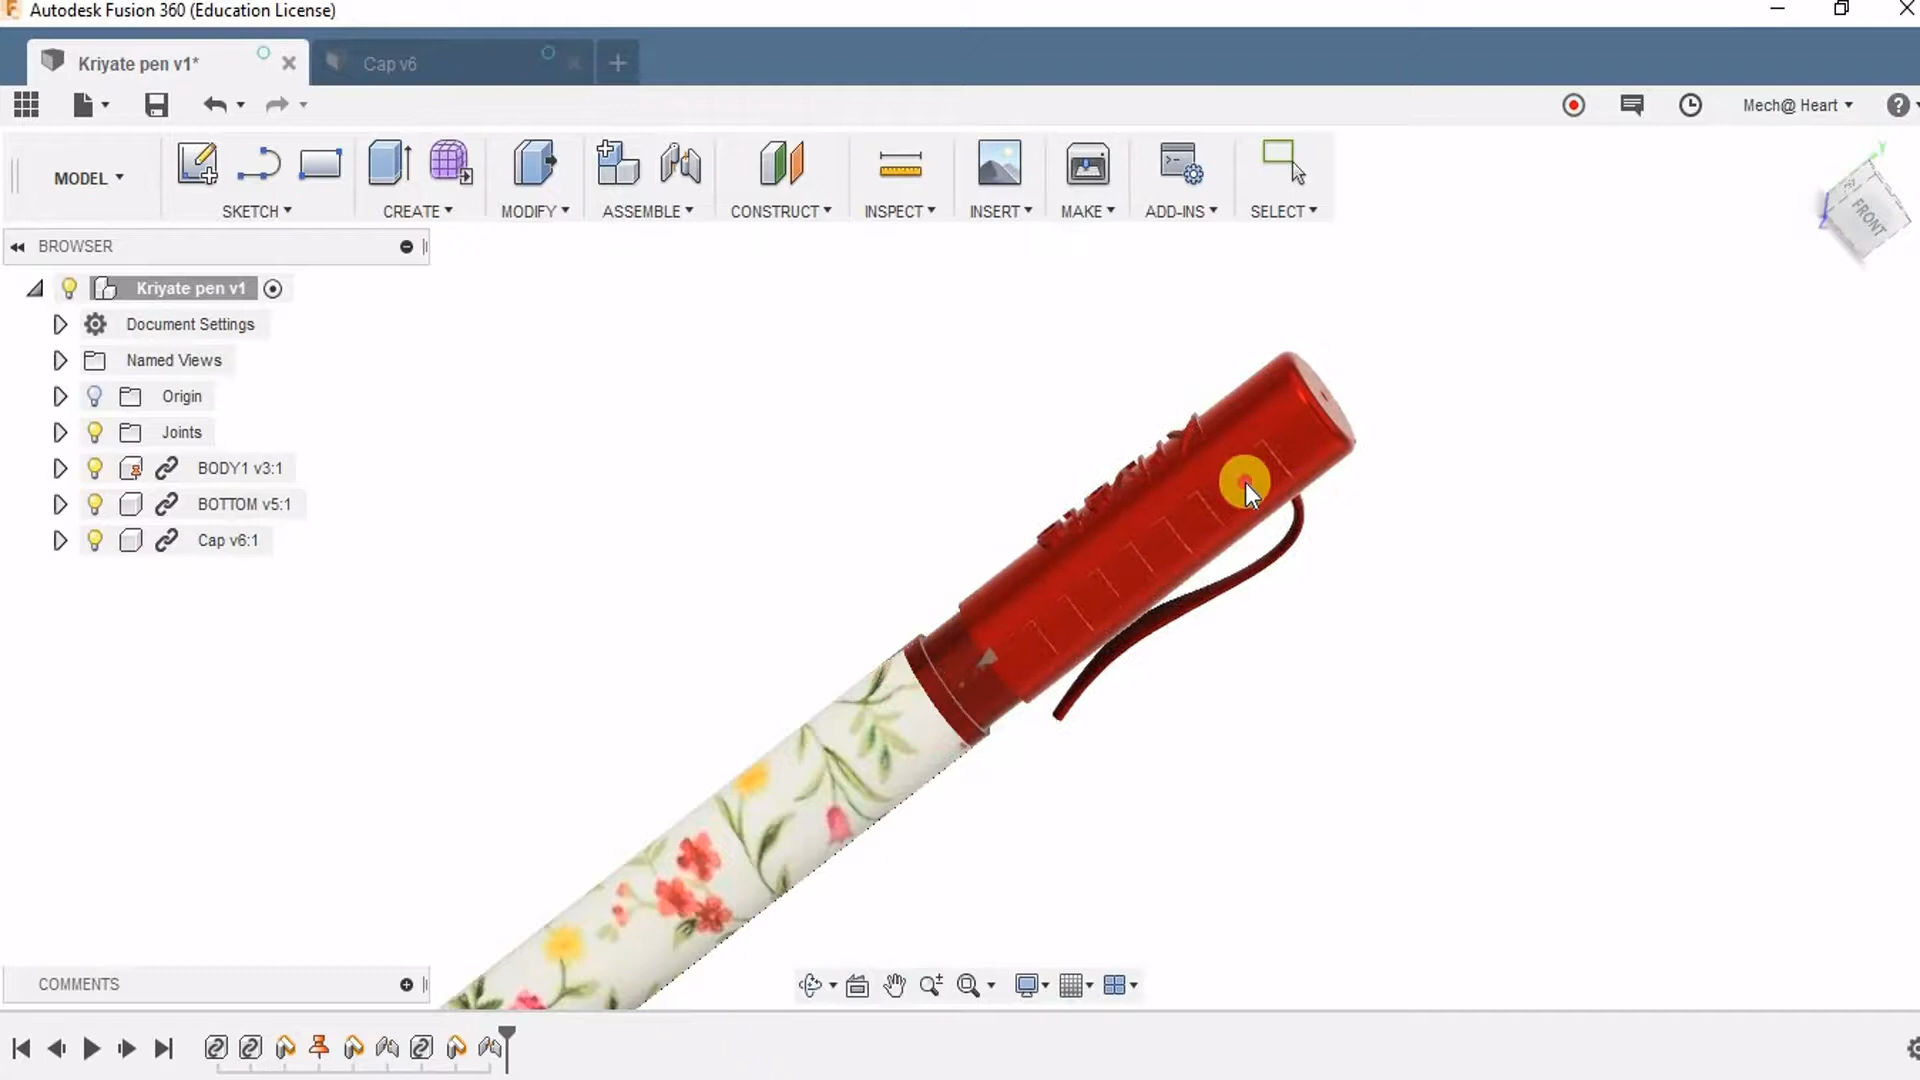 Autodesk Fusion 360 (Education License)
Kriyate pen v1*
Cap v6
Mech@ Heart
MODEL
SKETCH
CREATE
MODIFY
ASSEMBLE
CONSTRUCT
INSPECT
INSERT
MAKE
ADD-INS
SELECT
BROWSER
Kriyate pen v1
Document Settings
Named Views
Origin
Joints
BODY1 v3:1
BOTTOM v5:1
Cap v6:1
FRONT
Y
COMMENTS